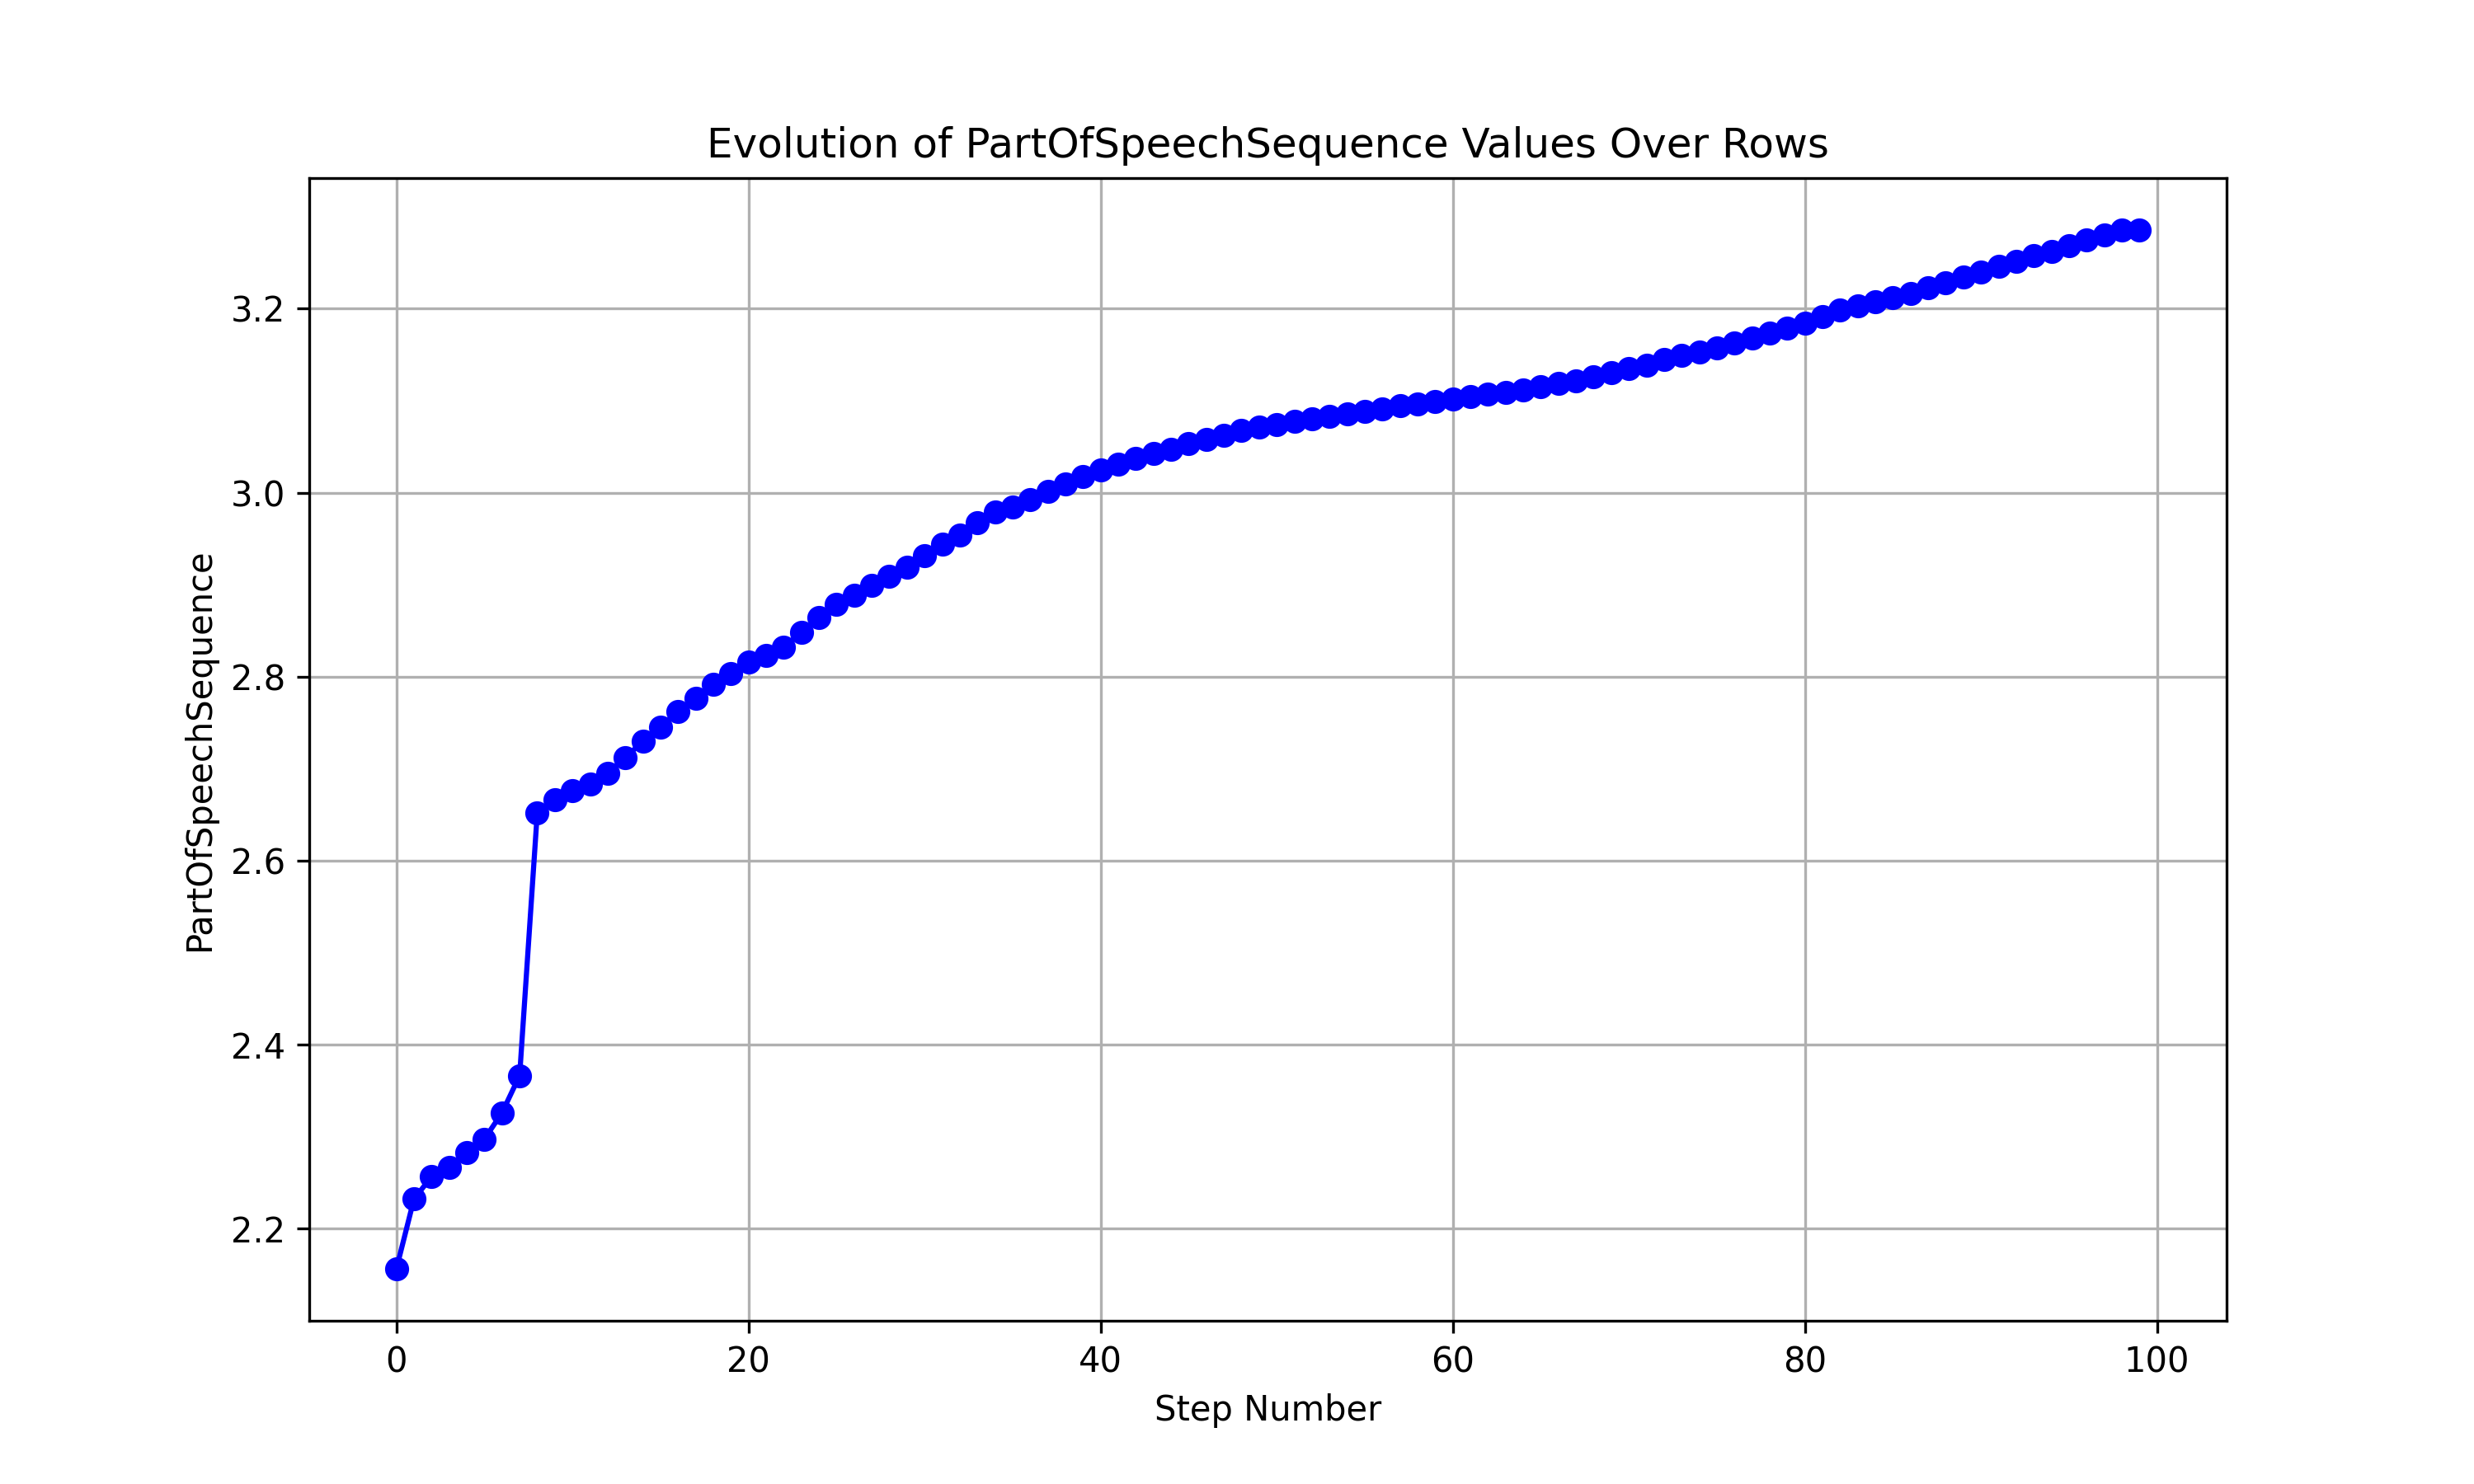 Evolution of PartOfSpeechSequence Values Over Rows
PartOfSpeechSequence
3.2
3.0
2.8
2.6
2.4
2.2
0 20 40 60 80 100
Step Number